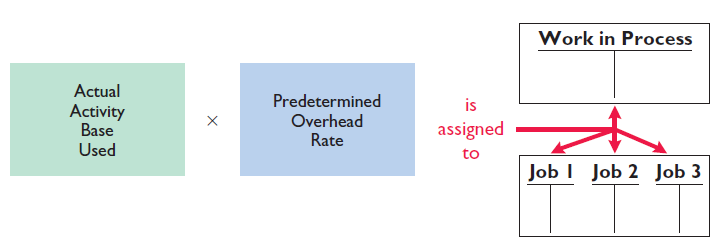 Actual
Activity
Base
Used
×
Predetermined
Overhead
Rate
is
assigned
to
Work in Process
Job 1 Job 2 Job 3